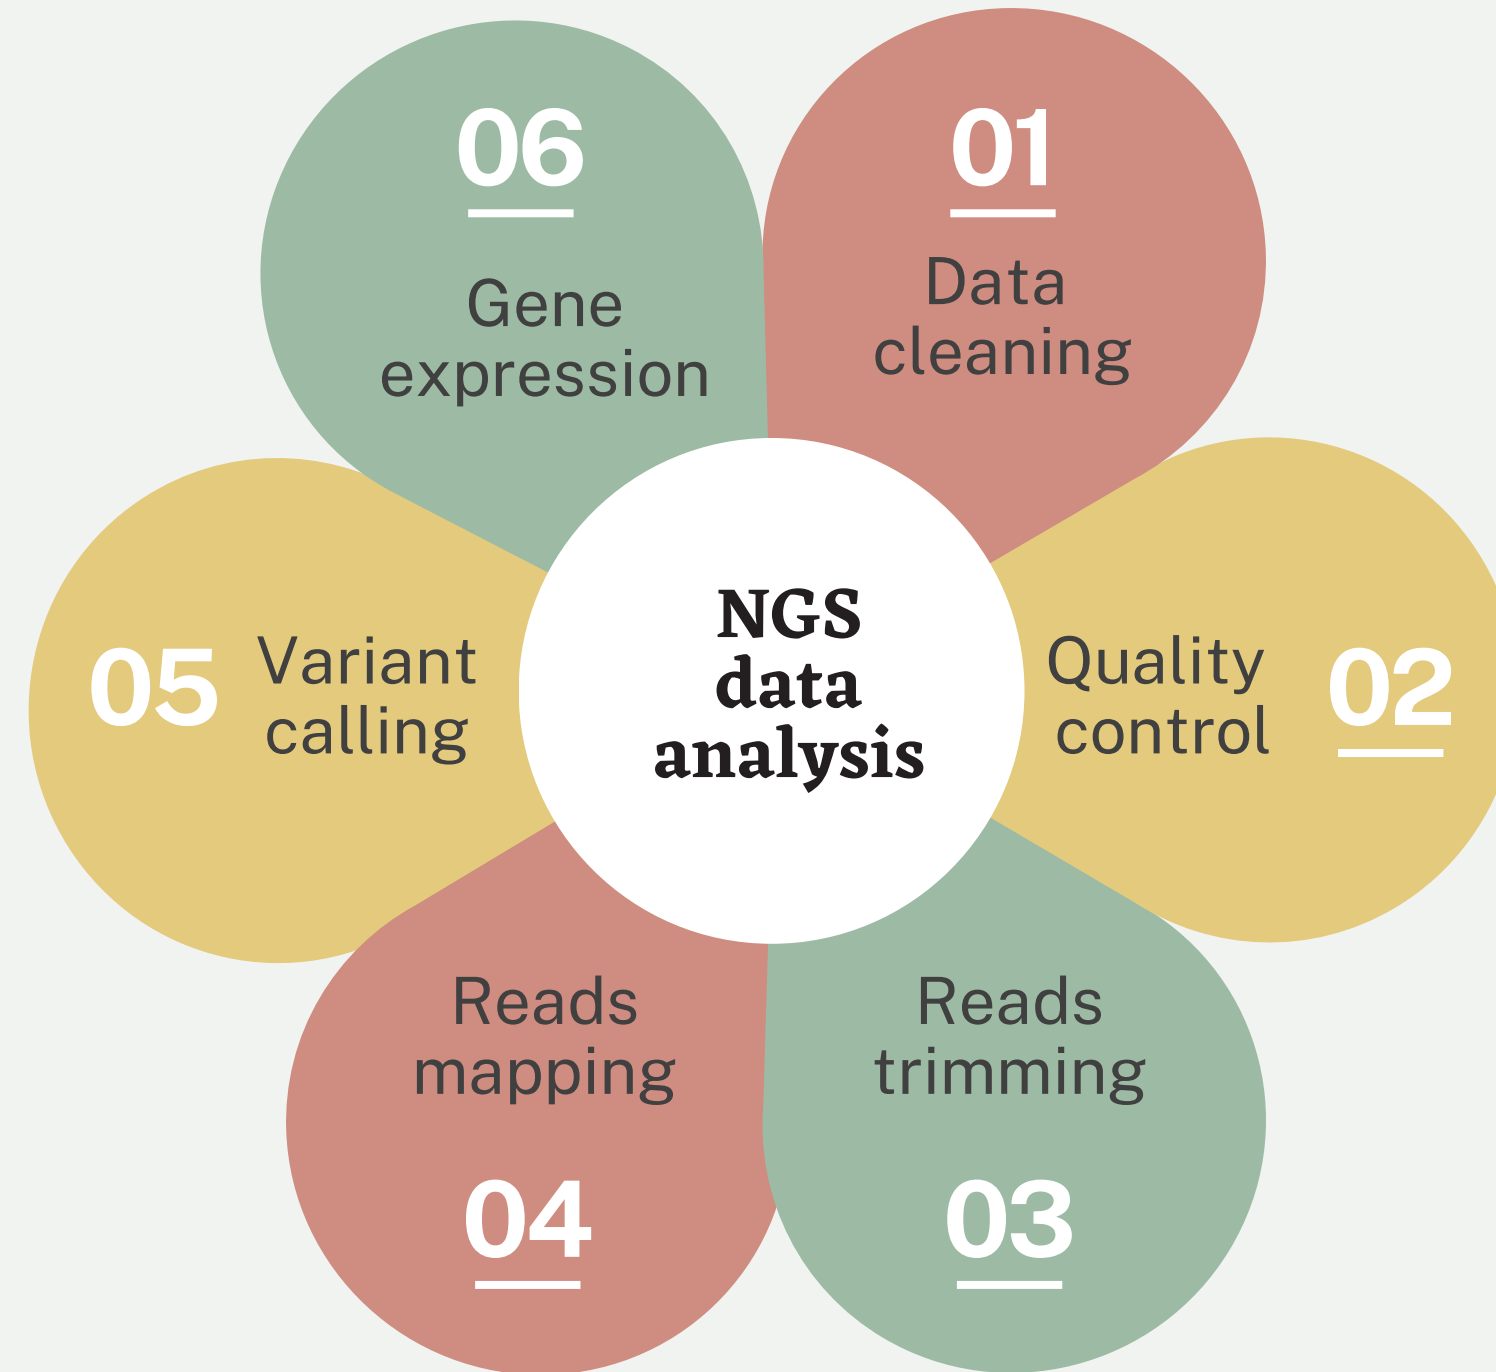 NGS
data
analysis
01
Data
cleaning
02
Quality
control
03
Reads
trimming
04
Reads
mapping
05
Variant
calling
06
Gene
expression